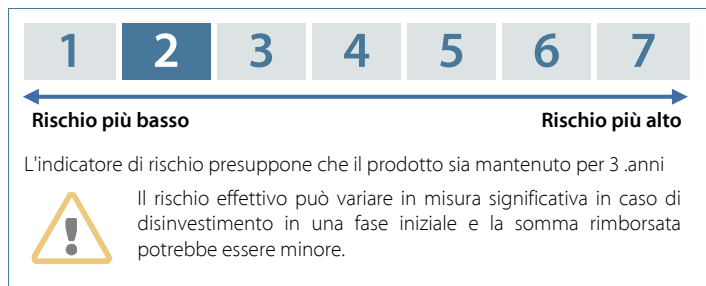 1 2 3 4 5 6 7
Rischio più basso Rischio più alto
L'indicatore di rischio presuppone che il prodotto sia mantenuto per 3 .anni
Il rischio effettivo può variare in misura significativa in caso di
disinvestimento in una fase iniziale e la somma rimborsata
potrebbe essere minore.